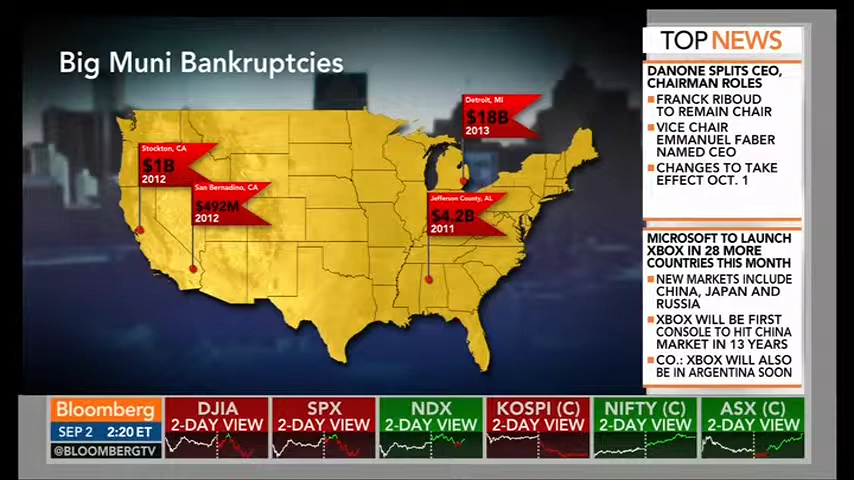 Big Muni Bankruptcies
Detroit, MI
$18B
2013
Stockton, CA
$1B
2012
San Bernadino, CA
$492M
2012
Jefferson County, AL
$4.2B
2011
TOP NEWS
DANONE SPLITS CEO,
CHAIRMAN ROLES
FRANCK RIBOUD
TO REMAIN CHAIR
VICE CHAIR
EMMANUEL FABER
NAMED CEO
CHANGES TO TAKE
EFFECT OCT. 1
MICROSOFT TO LAUNCH
XBOX IN 28 MORE
COUNTRIES THIS MONTH
NEW MARKETS INCLUDE
CHINA, JAPAN AND
RUSSIA
XBOX WILL BE FIRST
CONSOLE TO HIT CHINA
MARKET IN 13 YEARS
CO.: XBOX WILL ALSO
BE IN ARGENTINA SOON
Bloomberg
SEP 2 2:20 ET
@BLOOMBERGTV
DJIA
2-DAY VIEW
SPX
2-DAY VIEW
NDX
2-DAY VIEW
KOSPI (C)
2-DAY VIEW
NIFTY (C)
2-DAY VIEW
ASX (C)
2-DAY VIEW